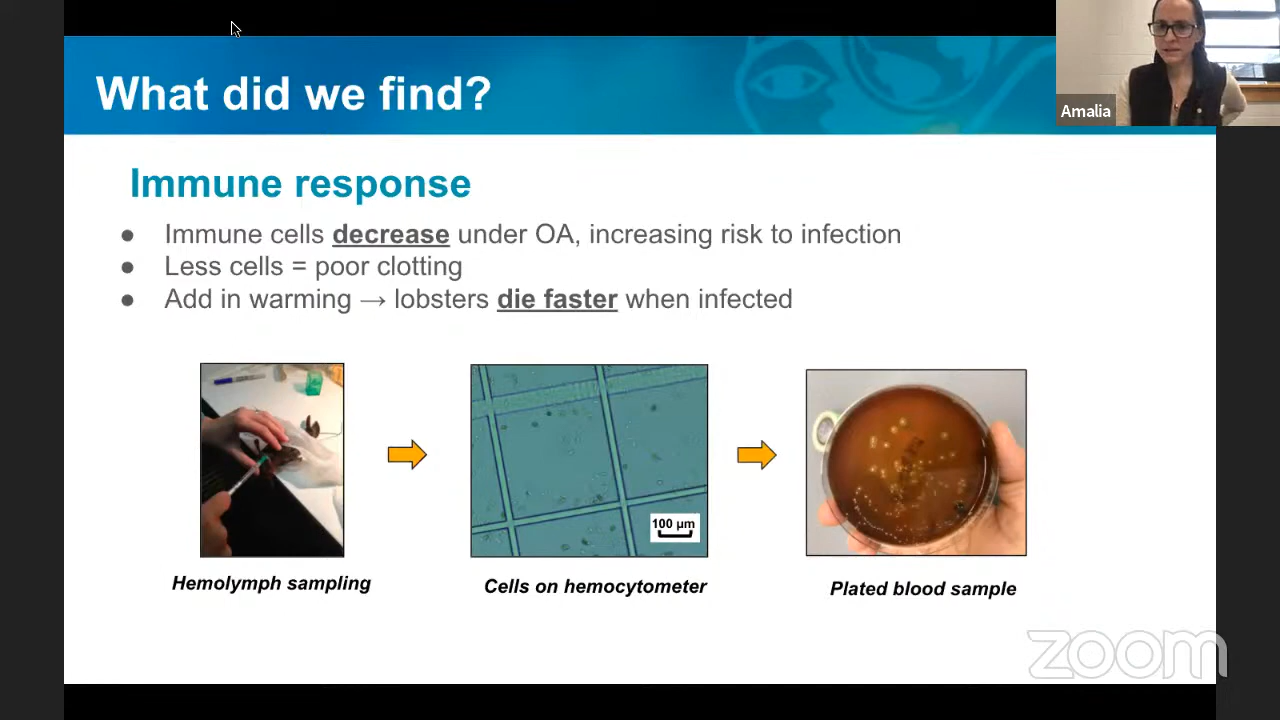 What did we find?
Amalia
Immune response
● Immune cells decrease under OA, increasing risk to infection
● Less cells = poor clotting
● Add in warming → lobsters die faster when infected
100 µm
Hemolymph sampling
Cells on hemocytometer
Plated blood sample
zoom